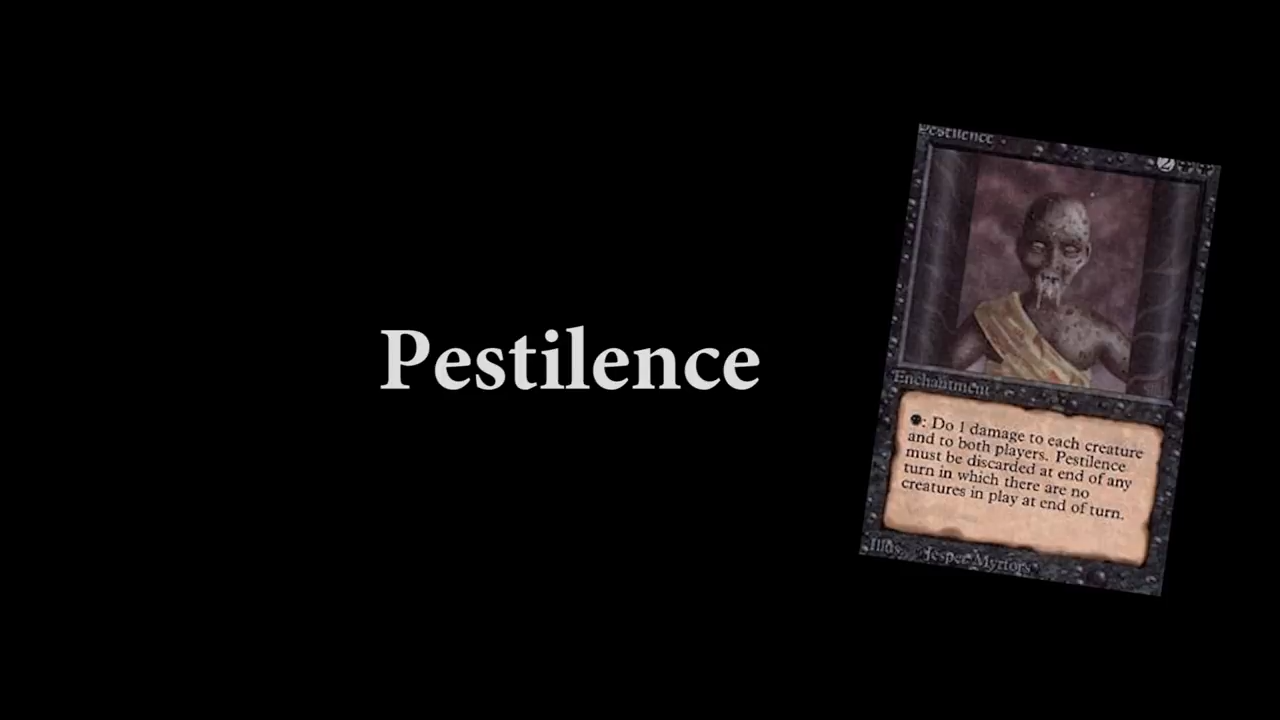 Pestilence
Pestilence
2
Enchantment
: Do 1 damage to each creature
and to both players. Pestilence
must be discarded at end of any
turn in which there are no
creatures in play at end of turn.
Illus. Jesper Myrfors